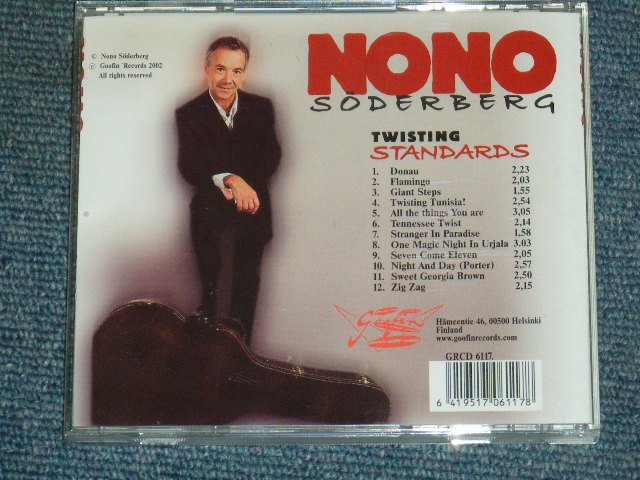 © Nono Söderberg
℗ Goofin´Records 2002
All rights reserved
NONO
SÖDERBERG
TWISTING
STANDARDS
1. Donau 2,23
2. Flamingo 2,03
3. Giant Steps 1,55
4. Twisting Tunisia! 2,54
5. All the things You are 3,05
6. Tennessee Twist 2,14
7. Stranger In Paradise 1,58
8. One Magic Night In Urjala 3.03
9. Seven Come Eleven 2,05
10. Night And Day (Porter) 2,57
11. Sweet Georgia Brown 2,50
12. Zig Zag 2,15
Goofin
Hämeentie 46, 00500 Helsinki
Finland
www.goofinrecords.com
GRCD 6117.
6 419517 061178